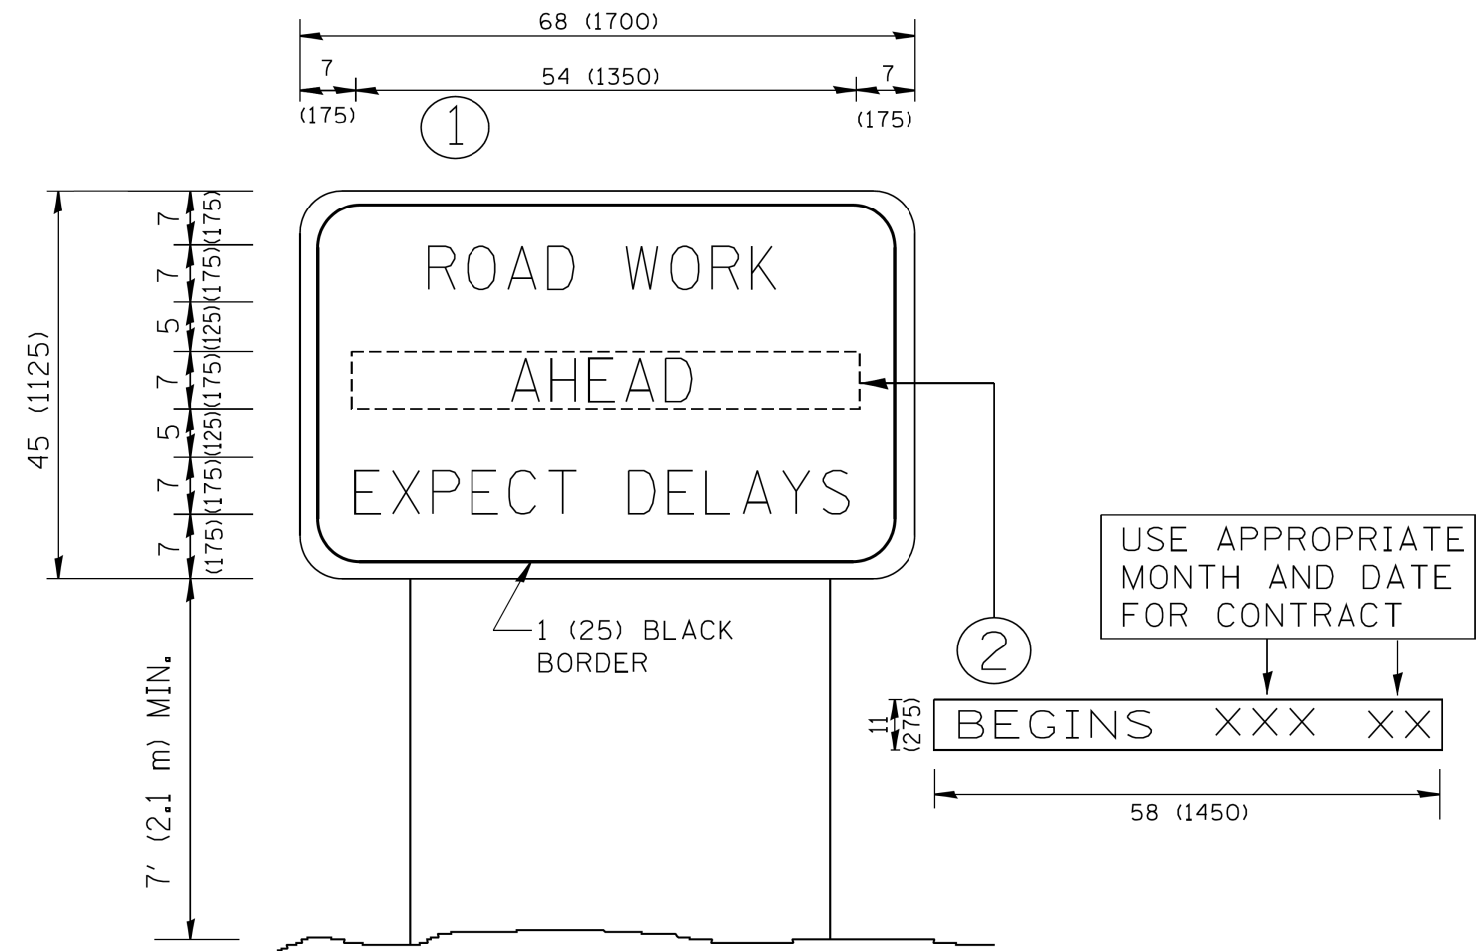 68 (1700)
7
54 (1350)
7
(175)
(175)
1
7
(175)
7
(175)
5
(125)
7
(175)
5
(125)
7
(175)
7
(175)
45 (1125)
ROAD WORK
AHEAD
EXPECT DELAYS
1 (25) BLACK
BORDER
7' (2.1 m) MIN.
USE APPROPRIATE
MONTH AND DATE
FOR CONTRACT
2
11
(275)
BEGINS XXX XX
58 (1450)